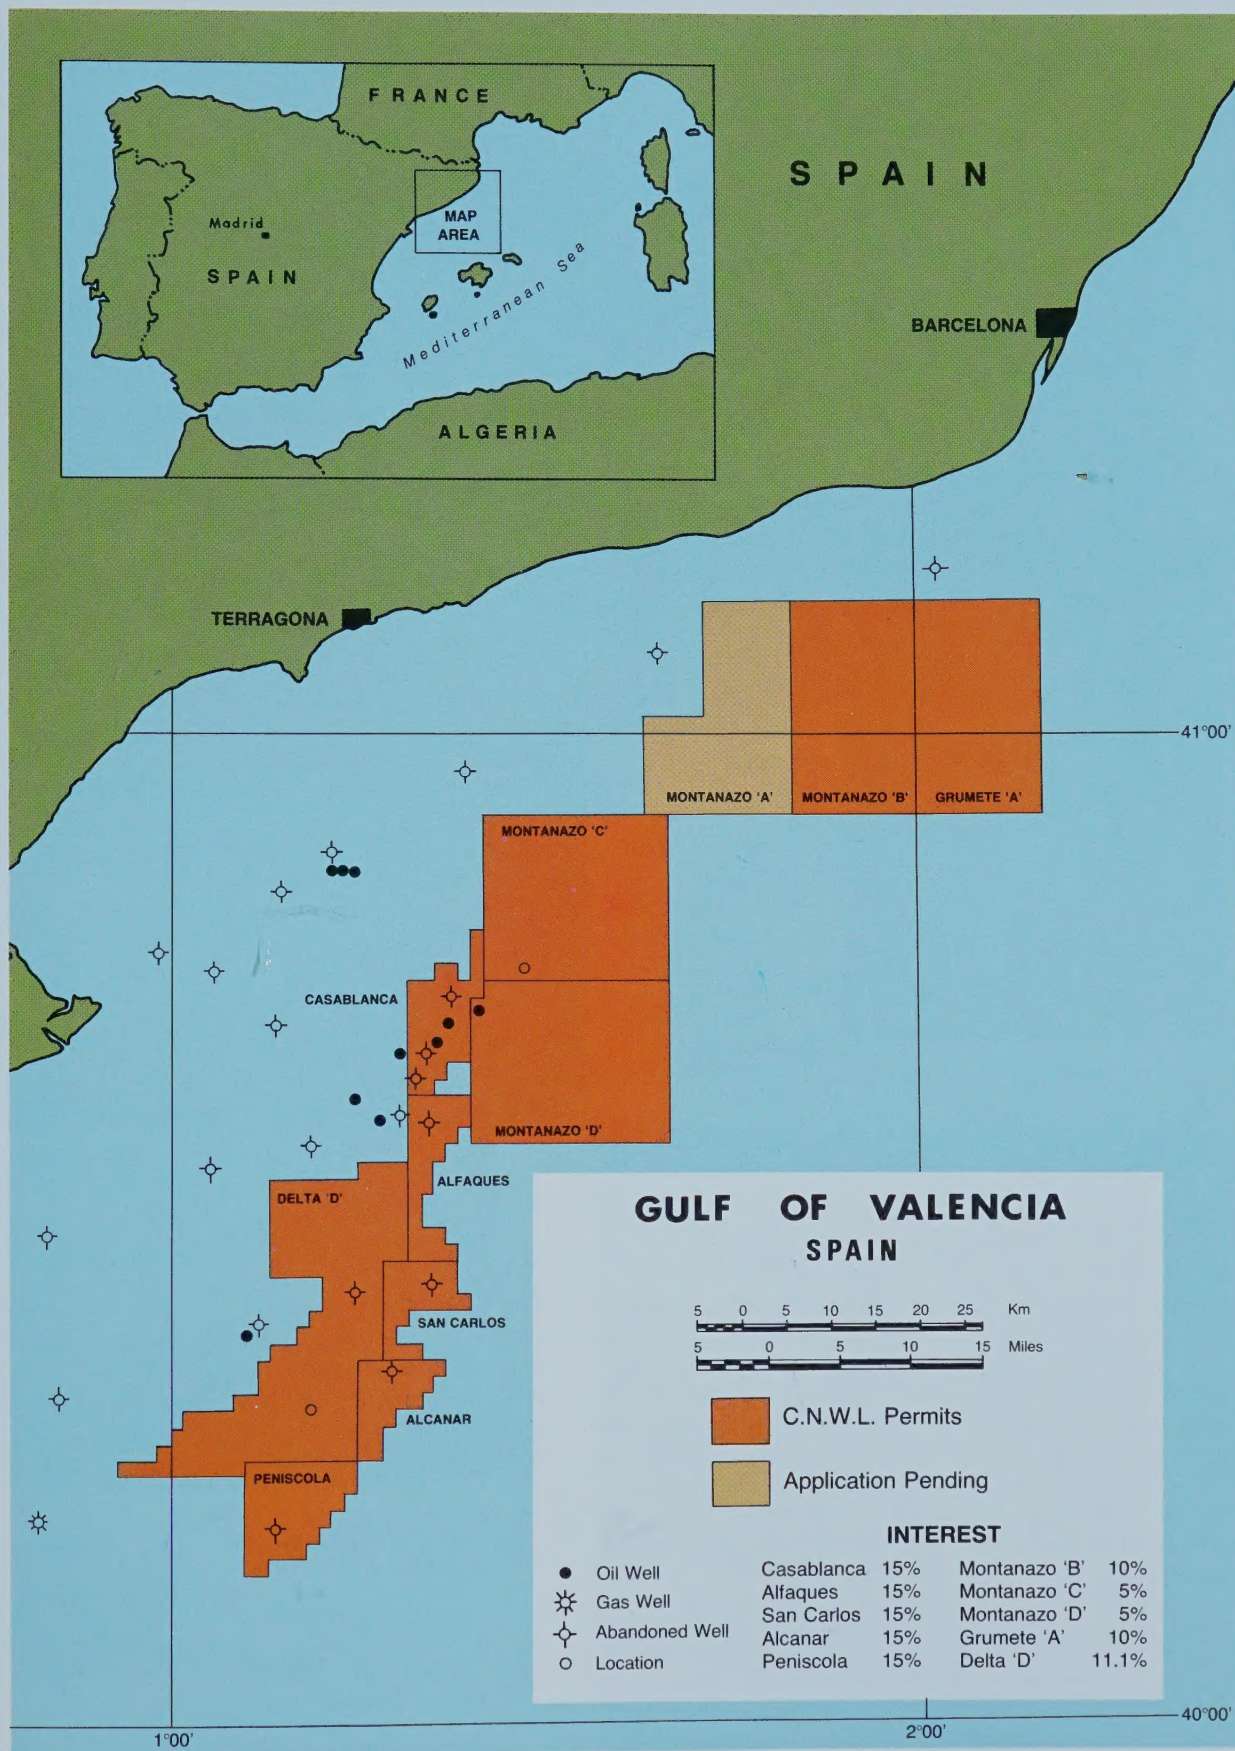 FRANCE
SPAIN
MAP
AREA
Madrid
SPAIN
Mediterranean Sea
ALGERIA
BARCELONA
TERRAGONA
41°00'
MONTANAZO 'A'
MONTANAZO 'B'
GRUMETE 'A'
MONTANAZO 'C'
CASABLANCA
MONTANAZO 'D'
ALFAQUES
DELTA 'D'
SAN CARLOS
ALCANAR
PENISCOLA
GULF OF VALENCIA
SPAIN
5 0 5 10 15 20 25 Km
5 0 5 10 15 Miles
C.N.W.L. Permits
Application Pending
INTEREST
Oil Well
Gas Well
Abandoned Well
Location
Casablanca 15% Montanazo 'B' 10%
Alfaques 15% Montanazo 'C' 5%
San Carlos 15% Montanazo 'D' 5%
Alcanar 15% Grumete 'A' 10%
Peniscola 15% Delta 'D' 11.1%
1°00'
2°00'
40°00'